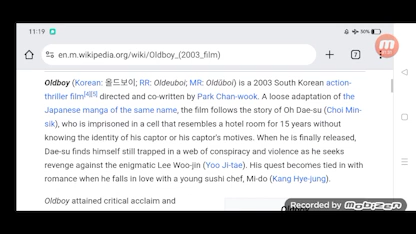 11:19
50%
en.m.wikipedia.org/wiki/Oldboy_(2003_film)
7
Oldboy (Korean: 올드보이; RR: Oldeuboi; MR: Oldŭboi) is a 2003 South Korean action-
thriller film[4][5] directed and co-written by Park Chan-wook. A loose adaptation of
the Japanese manga of the same name, the film follows the story of Oh Dae-su (Choi Min-
sik), who is imprisoned in a cell that resembles a hotel room for 15 years without
knowing the identity of his captor or his captor's motives. When he is finally released,
Dae-su finds himself still trapped in a web of conspiracy and violence as he seeks
revenge against the enigmatic Lee Woo-jin (Yoo Ji-tae). His quest becomes tied in with
romance when he falls in love with a young sushi chef, Mi-do (Kang Hye-jung).
Oldboy attained critical acclaim and
Recorded by Mobizen